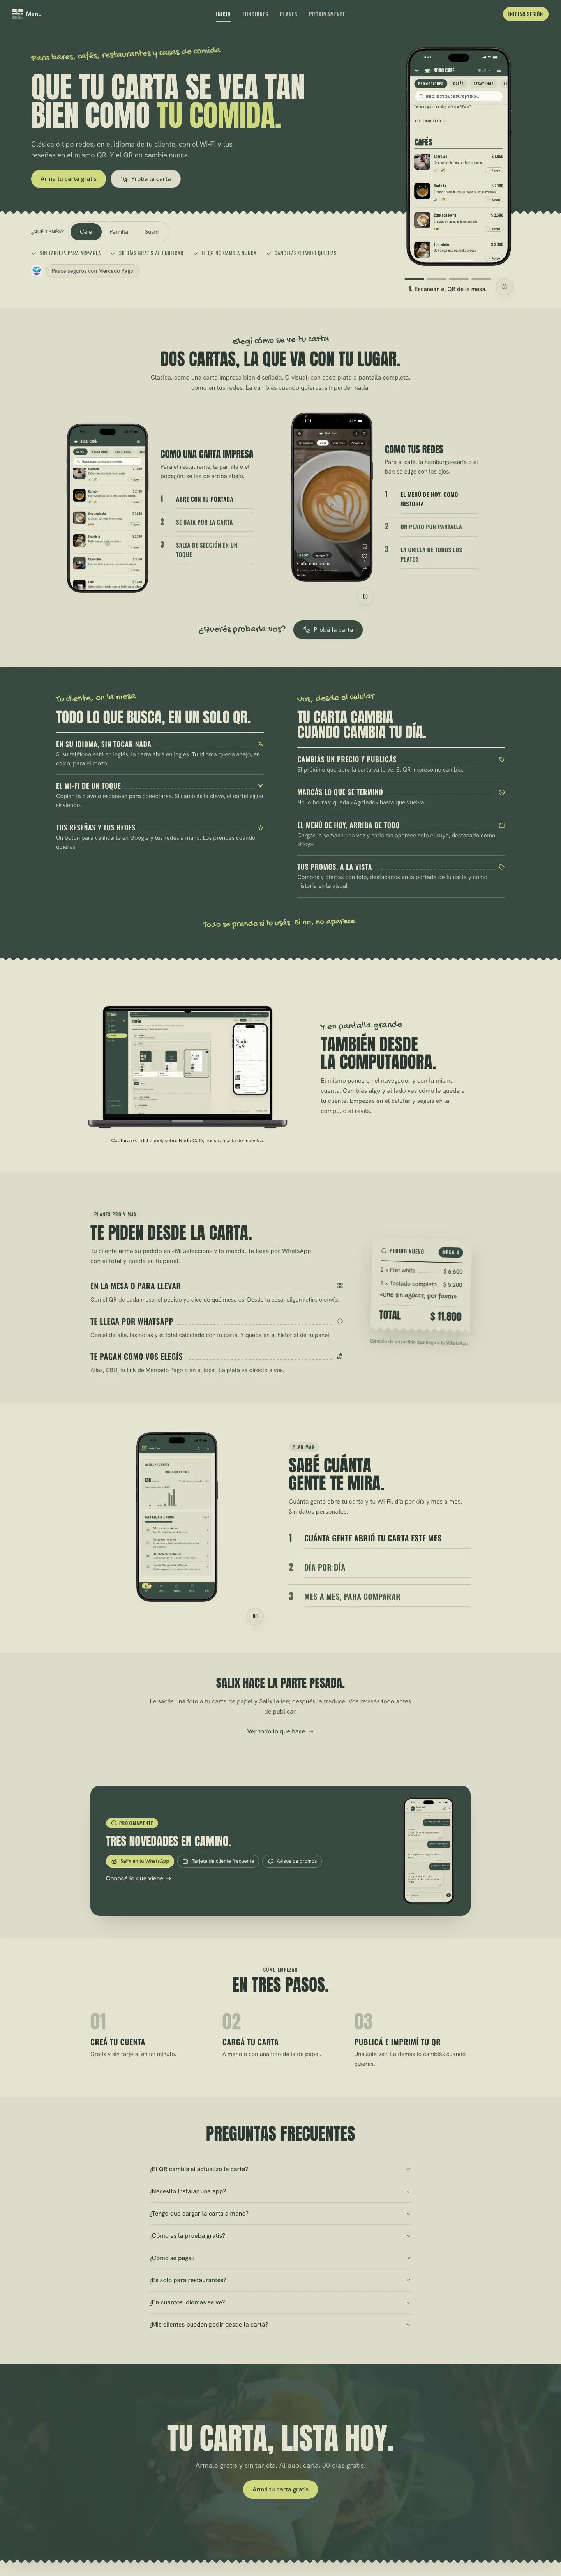 Menu
INICIO
FUNCIONES
PLANES
PRÓXIMAMENTE
INICIAR SESIÓN
Para bares, cafés, restaurantes y casas de comida
QUE TU CARTA SE VEA TAN
BIEN COMO TU COMIDA.
Clásica o tipo redes, en el idioma de tu cliente, con el Wi-Fi y tus
reseñas en el mismo QR. Y el QR no cambia nunca.
Armá tu carta gratis
Probá la carta
¿QUÉ TENÉS?
Café
Parrilla
Sushi
SIN TARJETA PARA ARMARLA
30 DÍAS GRATIS AL PUBLICAR
EL QR NO CAMBIA NUNCA
CANCELÁS CUANDO QUIERAS
Pagos seguros con Mercado Pago
9:41
NODO CAFÉ
PROMOCIONES
CAFÉS
DESAYUNOS
VER COMPLETO
CAFÉS
Espresso
$ 1.800
Cortado
$ 2.300
Café con leche
$ 2.800
Flat white
$ 3.300
1. Escanean el QR de la mesa.
Elegí cómo se ve tu carta
DOS CARTAS, LA QUE VA CON TU LUGAR.
Clásica, como una carta impresa bien diseñada. O visual, con cada plato a pantalla completa,
como en tus redes. La cambiás cuando quieras, sin perder nada.
NODO CAFÉ
COMO UNA CARTA IMPRESA
Para el restaurante, la parrilla o el
bodegón: se lee de arriba abajo.
1 ABRE CON TU PORTADA
2 SE BAJA POR LA CARTA
3 SALTA DE SECCIÓN EN UN
TOQUE
Café con leche
COMO TUS REDES
Para el café, la hamburguesería o el
bar: se elige con los ojos.
1 EL MENÚ DE HOY, COMO
HISTORIA
2 UN PLATO POR PANTALLA
3 LA GRILLA DE TODOS LOS
PLATOS
¿Querés probarla vos?
Probá la carta
Tu cliente, en la mesa
TODO LO QUE BUSCA, EN UN SOLO QR.
EN SU IDIOMA, SIN TOCAR NADA
Si su teléfono está en inglés, la carta abre en inglés. Tu idioma queda abajo, en
chico, para el mozo.
EL WI-FI DE UN TOQUE
Copian la clave o escanean para conectarse. Si cambiás la clave, el cartel sigue
sirviendo.
TUS RESEÑAS Y TUS REDES
Un botón para calificarte en Google y tus redes a mano. Los prendés cuando
quieras.
Vos, desde el celular
TU CARTA CAMBIA
CUANDO CAMBIA TU DÍA.
CAMBIÁS UN PRECIO Y PUBLICÁS
El próximo que abre la carta ya lo ve. El QR impreso no cambia.
MARCÁS LO QUE SE TERMINÓ
No lo borrás: queda «Agotado» hasta que vuelva.
EL MENÚ DE HOY, ARRIBA DE TODO
Cargás la semana una vez y cada día aparece solo el suyo, destacado como
«Hoy».
TUS PROMOS, A LA VISTA
Combos y ofertas con foto, destacados en la portada de tu carta y como
historia en la visual.
Todo se prende si lo usás. Si no, no aparece.
Y en pantalla grande
TAMBIÉN DESDE
LA COMPUTADORA.
El mismo panel, en el navegador y con la misma
cuenta. Cambiás algo y al lado ves cómo le queda a
tu cliente. Empezás en el celular y seguís en la
compu, o al revés.
Captura real del panel, sobre Nodo Café, nuestra carta de muestra.
PLANES PRO Y MAX
TE PIDEN DESDE LA CARTA.
Tu cliente arma su pedido en «Mi selección» y lo manda. Te llega por WhatsApp
con el total y queda en tu panel.
EN LA MESA O PARA LLEVAR
Con el QR de cada mesa, el pedido ya dice de qué mesa es. Desde la casa, eligen retiro o envío.
TE LLEGA POR WHATSAPP
Con el detalle, las notas y el total calculado con tu carta. Y queda en el historial de tu panel.
TE PAGAN COMO VOS ELEGÍS
Alias, CBU, tu link de Mercado Pago o en el local. La plata va directo a vos.
PEDIDO NUEVO
MESA 6
2 × Flat white $ 6.600
1 × Tostado completo $ 5.200
«Uno sin azúcar, por favor»
TOTAL $ 11.800
Ejemplo de un pedido que llega a tu WhatsApp.
PLAN MAX
SABÉ CUÁNTA
GENTE TE MIRA.
Cuánta gente abre tu carta y tu Wi-Fi, día por día y mes a mes.
Sin datos personales.
1 CUÁNTA GENTE ABRIÓ TU CARTA ESTE MES
2 DÍA POR DÍA
3 MES A MES, PARA COMPARAR
SALIX HACE LA PARTE PESADA.
Le sacás una foto a tu carta de papel y Salix la lee; después la traduce. Vos revisás todo antes
de publicar.
Ver todo lo que hace →
PRÓXIMAMENTE
TRES NOVEDADES EN CAMINO.
Salix en tu WhatsApp
Tarjeta de cliente frecuente
Avisos de promos
Conocé lo que viene →
CÓMO EMPEZAR
EN TRES PASOS.
01
CREÁ TU CUENTA
Gratis y sin tarjeta, en un minuto.
02
CARGÁ TU CARTA
A mano o con una foto de la de papel.
03
PUBLICÁ E IMPRIMÍ TU QR
Una sola vez. Lo demás lo cambiás cuando
quieras.
PREGUNTAS FRECUENTES
¿El QR cambia si actualizo la carta?
¿Necesito instalar una app?
¿Tengo que cargar la carta a mano?
¿Cómo es la prueba gratis?
¿Cómo se paga?
¿Es solo para restaurantes?
¿En cuántos idiomas se ve?
¿Mis clientes pueden pedir desde la carta?
TU CARTA, LISTA HOY.
Armala gratis y sin tarjeta. Al publicarla, 30 días gratis.
Armá tu carta gratis